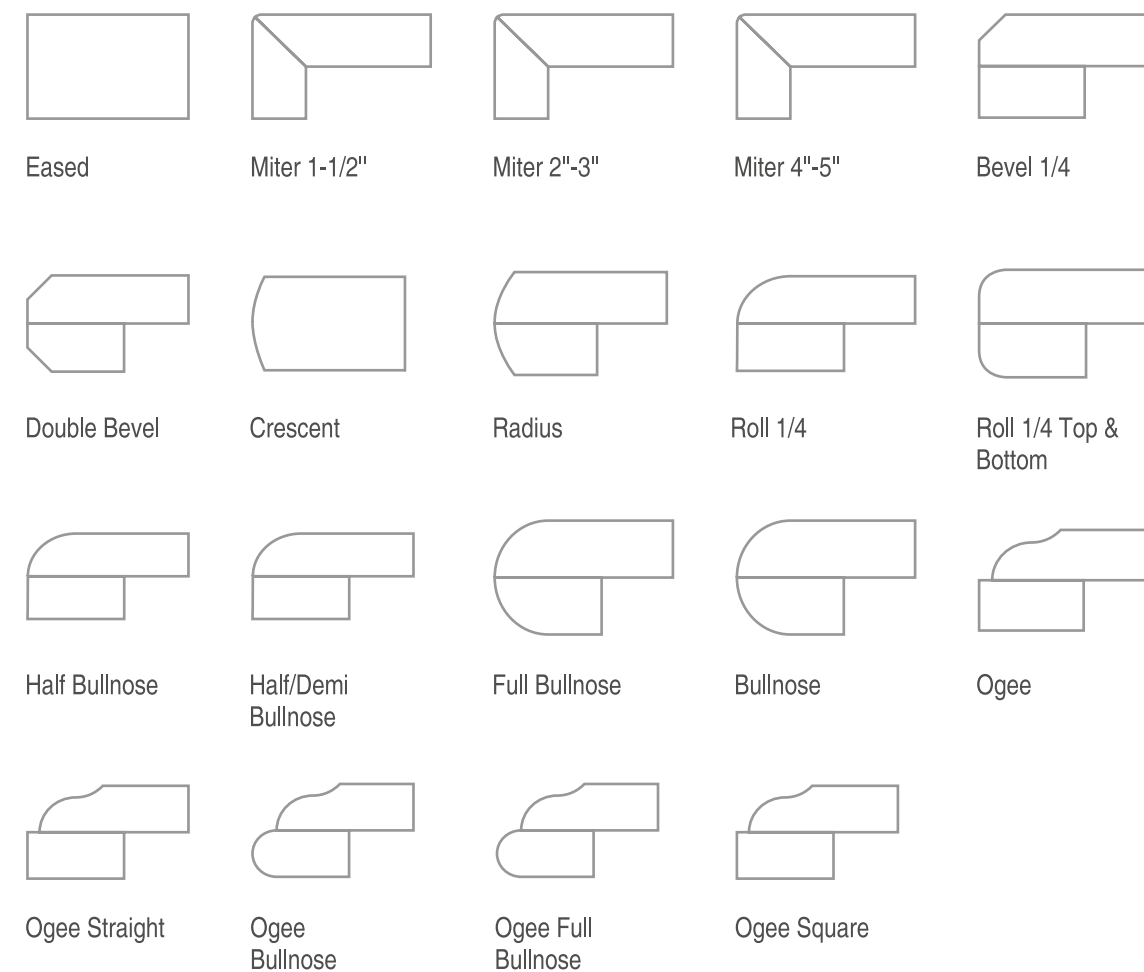 Eased
Miter 1-1/2"
Miter 2"-3"
Miter 4"-5"
Bevel 1/4
Double Bevel
Crescent
Radius
Roll 1/4
Roll 1/4 Top &
Bottom
Half Bullnose
Half/Demi
Bullnose
Full Bullnose
Bullnose
Ogee
Ogee Straight
Ogee
Bullnose
Ogee Full
Bullnose
Ogee Square